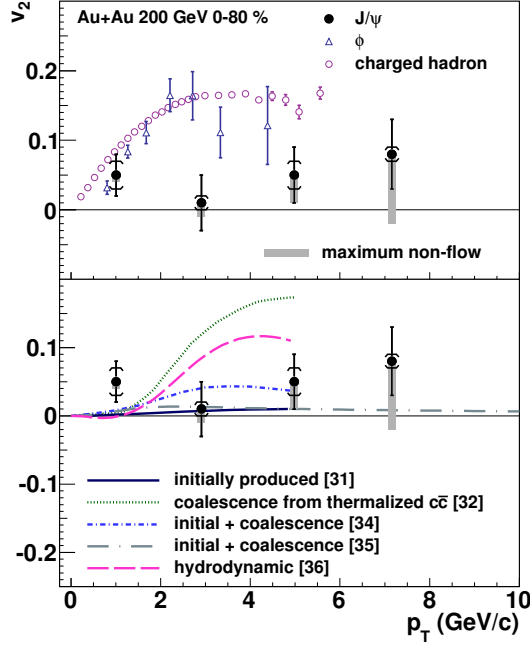 v2
Au+Au 200 GeV 0-80 %
J/ψ
ϕ
charged hadron
0.2
0.1
0
maximum non-flow
0.1
0
-0.1
-0.2
initially produced [31]
coalescence from thermalized cc̅ [32]
initial + coalescence [34]
initial + coalescence [35]
hydrodynamic [36]
0 2 4 6 8 10
pT (GeV/c)